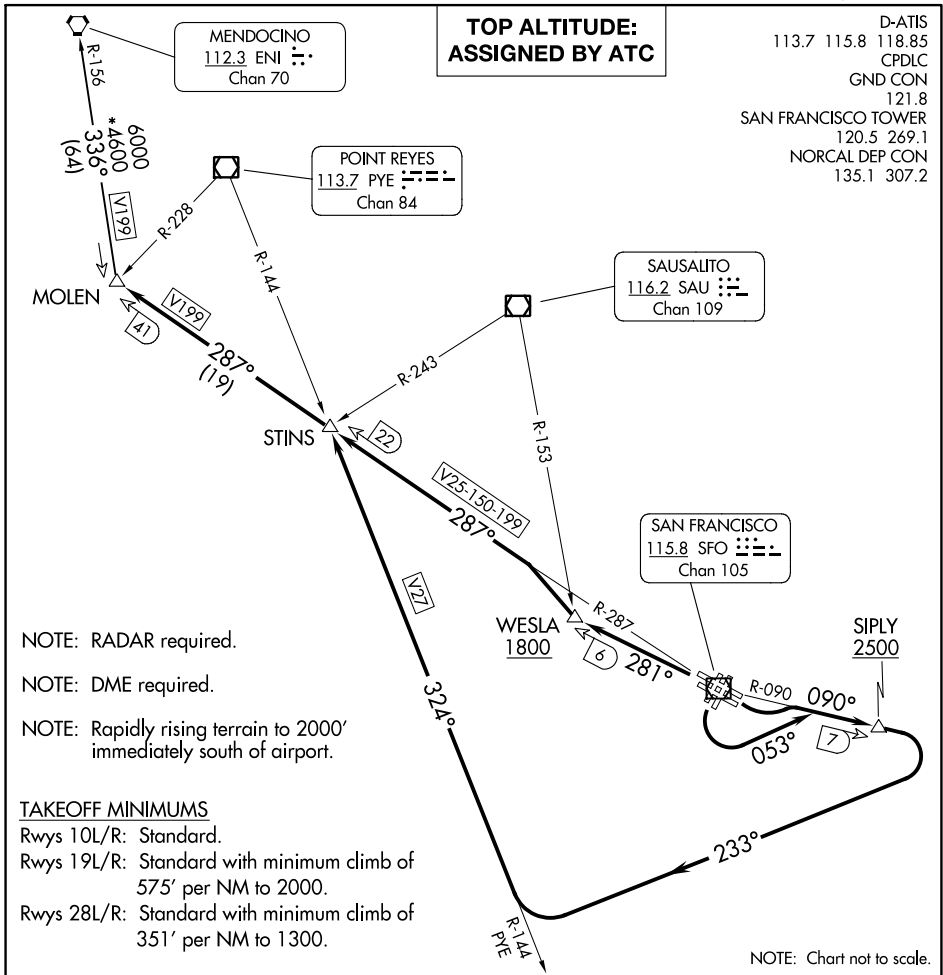 TOP ALTITUDE:
ASSIGNED BY ATC
D-ATIS
113.7 115.8 118.85
CPDLC
GND CON
121.8
SAN FRANCISCO TOWER
120.5 269.1
NORCAL DEP CON
135.1 307.2
MENDOCINO
112.3 ENI
Chan 70
R-156
6000
*4600
336°
(64)
V199
POINT REYES
113.7 PYE
Chan 84
R-228
R-144
MOLEN
41
V199
287°
(19)
SAUSALITO
116.2 SAU
Chan 109
R-243
R-153
STINS
22
V25-150-199
287°
SAN FRANCISCO
115.8 SFO
Chan 105
WESLA
1800
R-287
6
281°
SIPLY
2500
R-090
090°
7
053°
V27
324°
233°
R-144
PYE
NOTE: RADAR required.
NOTE: DME required.
NOTE: Rapidly rising terrain to 2000'
immediately south of airport.
TAKEOFF MINIMUMS
Rwys 10L/R: Standard.
Rwys 19L/R: Standard with minimum climb of
575' per NM to 2000.
Rwys 28L/R: Standard with minimum climb of
351' per NM to 1300.
NOTE: Chart not to scale.